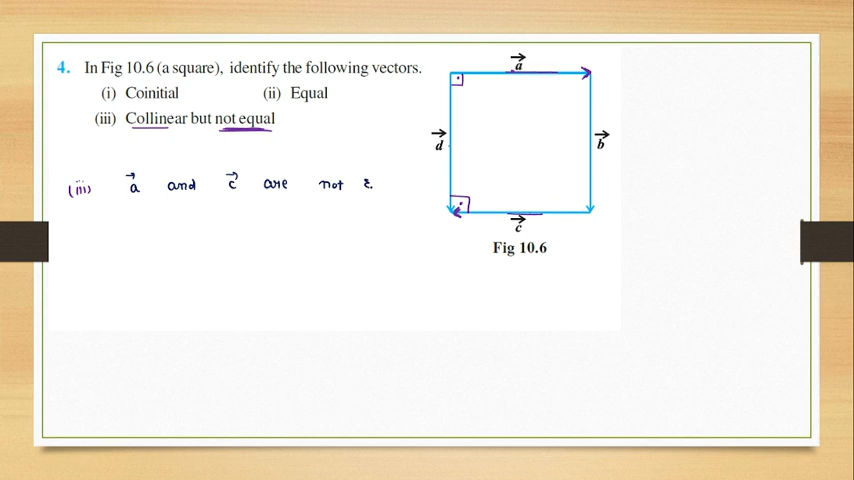 4. In Fig 10.6 (a square), identify the following vectors.
(i) Coinitial (ii) Equal
(iii) Collinear but not equal
(iii) a⃗ and c⃗ are not
a⃗
d⃗
b⃗
c⃗
Fig 10.6